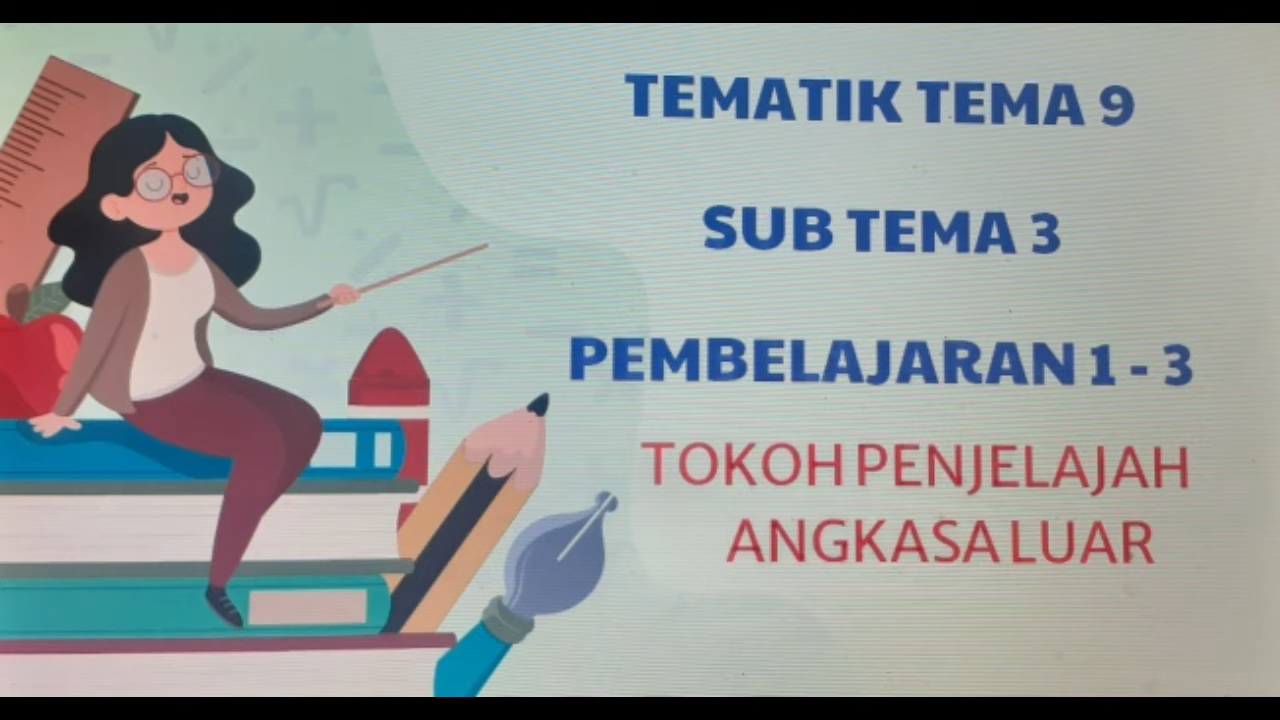 TEMATIK TEMA 9
SUB TEMA 3
PEMBELAJARAN 1 - 3
TOKOH PENJELAJAH
ANGKASA LUAR